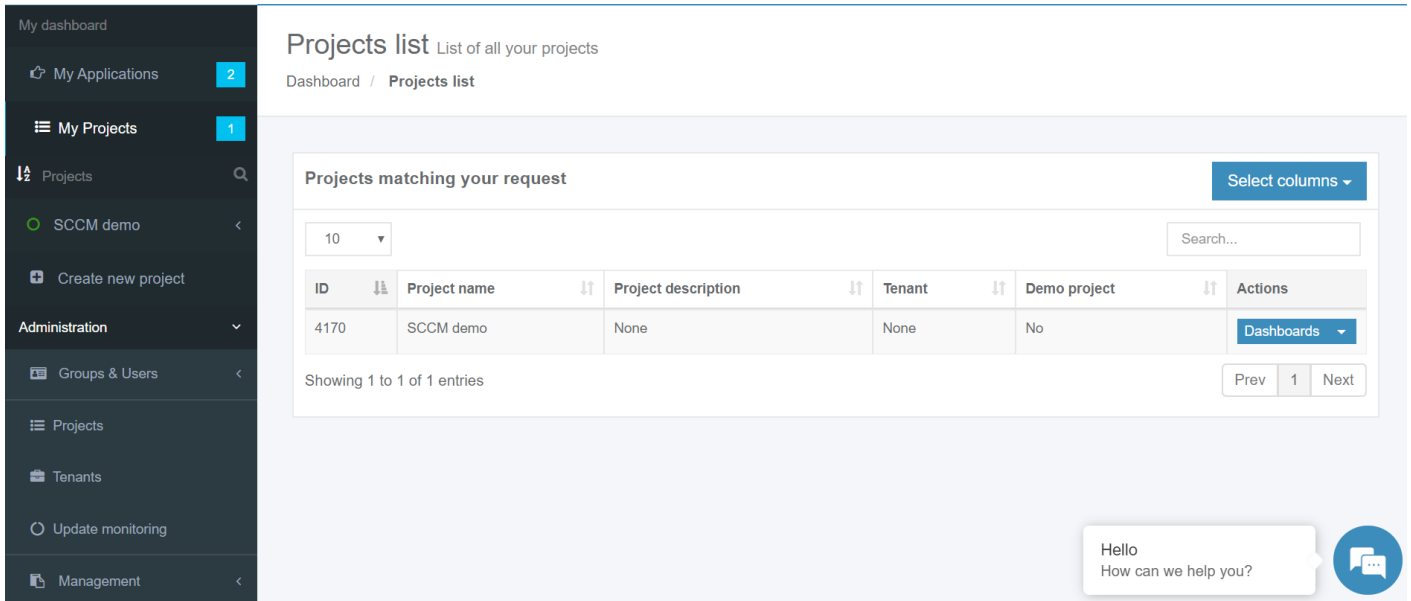 My dashboard
My Applications 2
My Projects 1
Projects
SCCM demo
Create new project
Administration
Groups & Users
Projects
Tenants
Update monitoring
Management
Projects list List of all your projects
Dashboard / Projects list
Projects matching your request
Select columns
10
Search...
ID Project name Project description Tenant Demo project Actions
4170 SCCM demo None None No Dashboards
Showing 1 to 1 of 1 entries
Prev 1 Next
Hello
How can we help you?